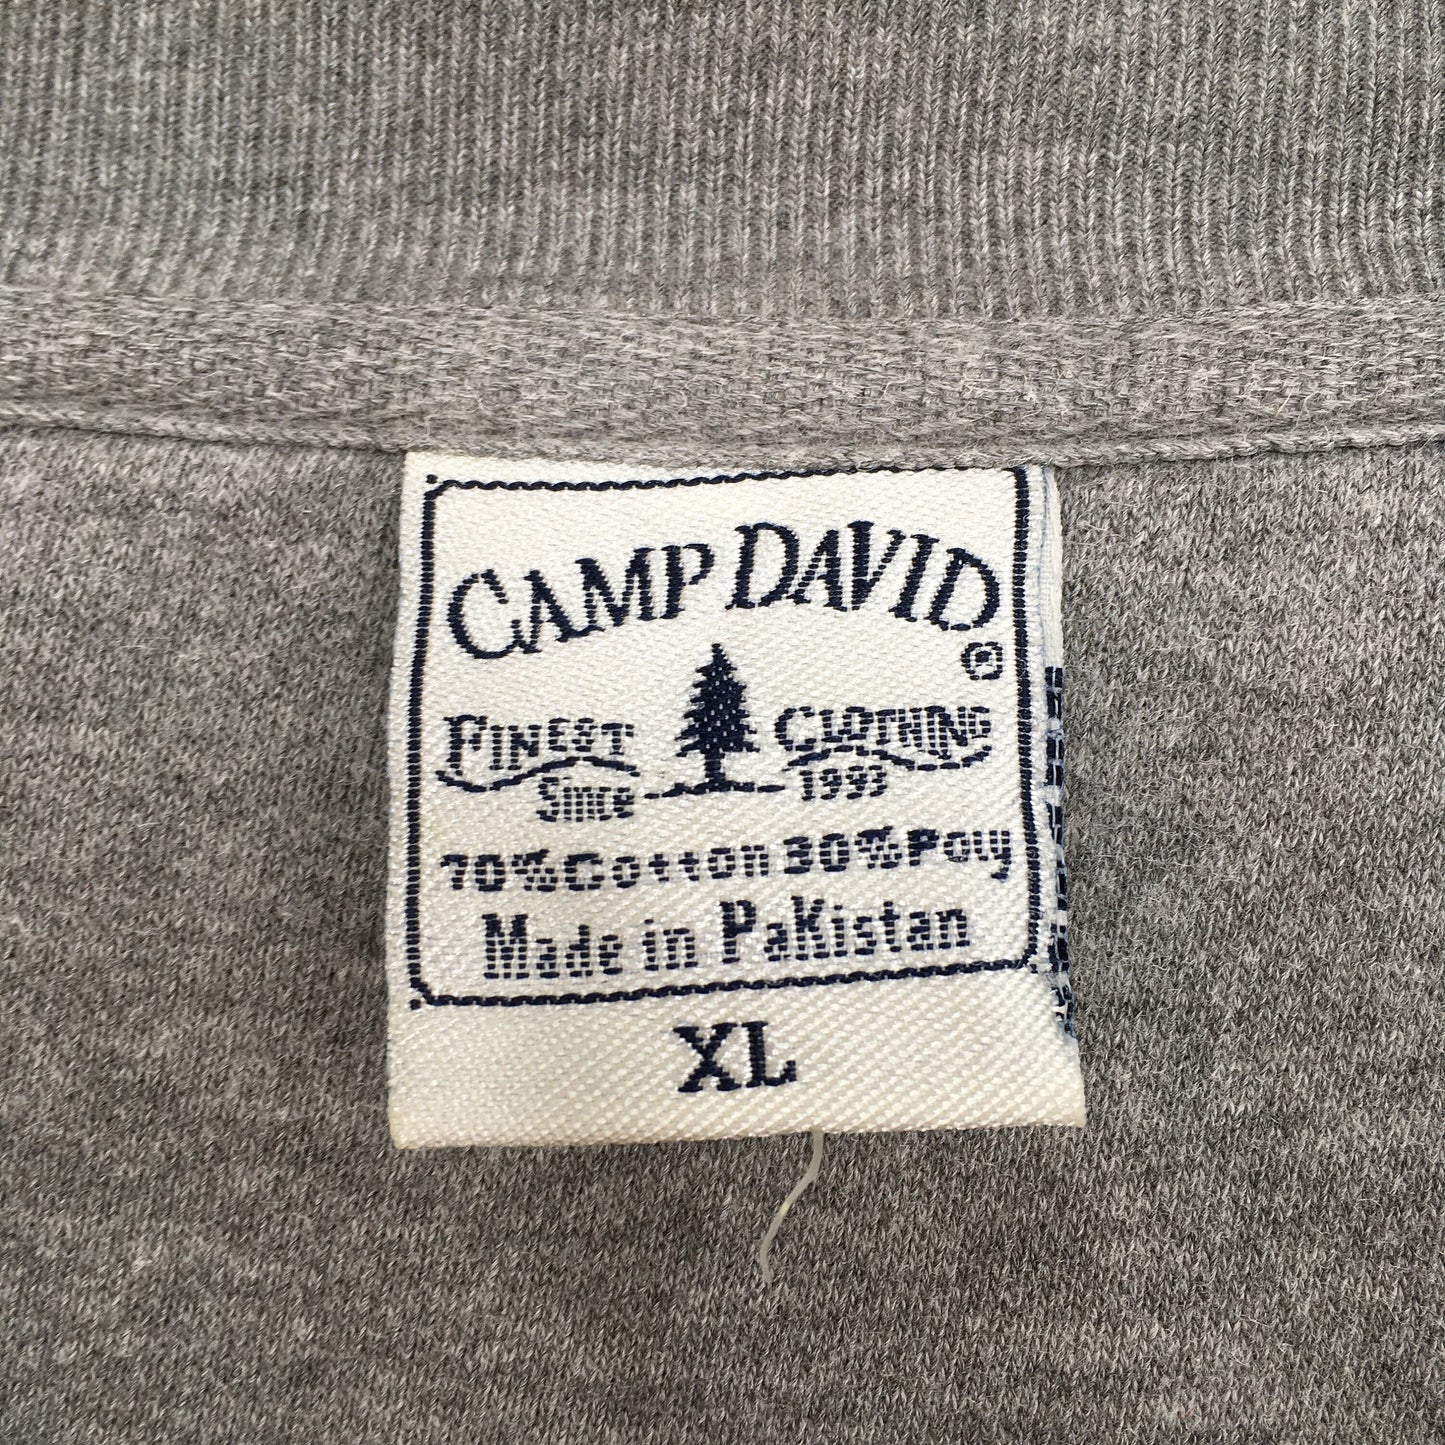 CAMP DAVID ®
FINEST CLOTHING
Since 1993
70% Cotton 30% Poly
Made in PaKistan
XL